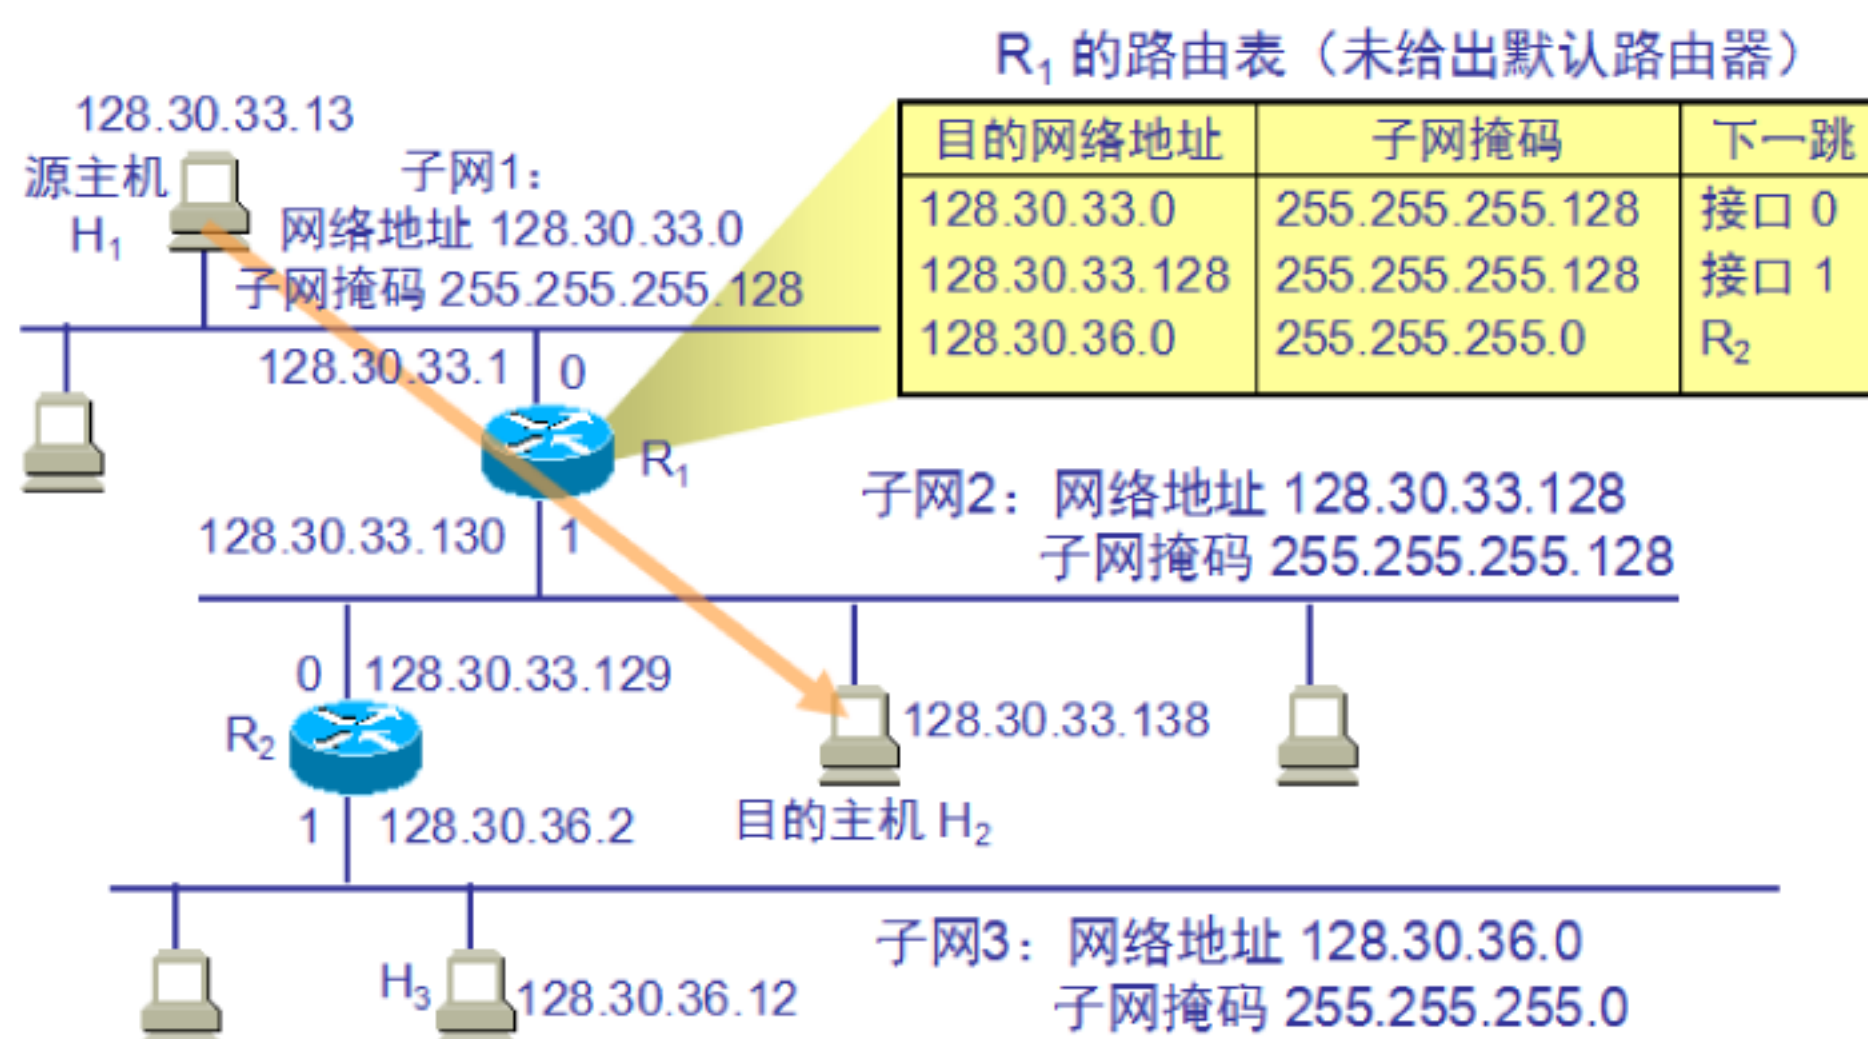 R1 的路由表（未给出默认路由器）
目的网络地址 子网掩码 下一跳
128.30.33.0 255.255.255.128 接口 0
128.30.33.128 255.255.255.128 接口 1
128.30.36.0 255.255.255.0 R2
128.30.33.13
源主机
H1
子网1：
网络地址 128.30.33.0
子网掩码 255.255.255.128
128.30.33.1 0
R1
128.30.33.130 1
子网2：网络地址 128.30.33.128
子网掩码 255.255.255.128
0 128.30.33.129
R2
128.30.33.138
1 128.30.36.2
目的主机 H2
子网3：网络地址 128.30.36.0
子网掩码 255.255.255.0
H3 128.30.36.12